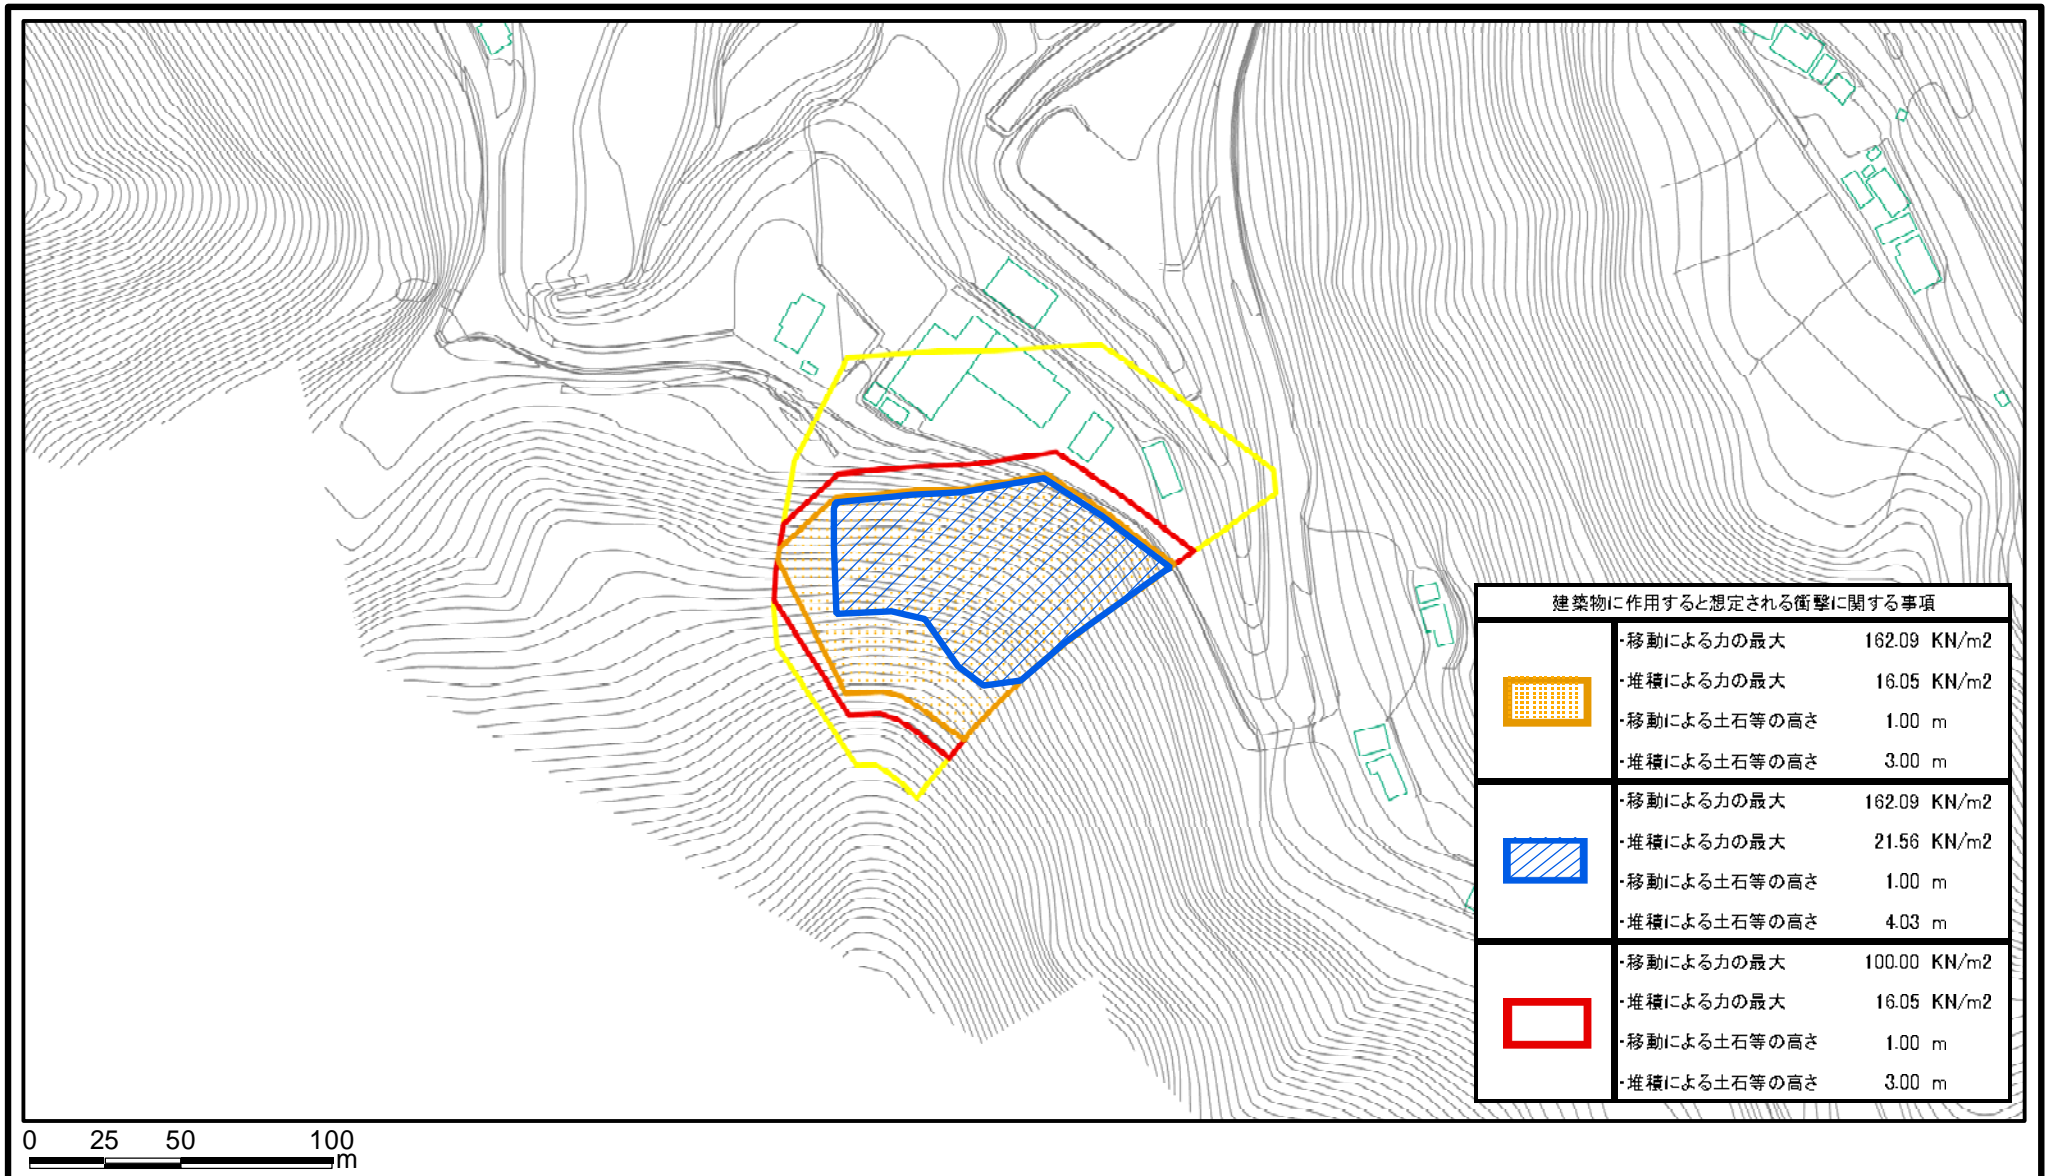 建築物に作用すると想定される衝撃に関する事項
・移動による力の最大 162.09 KN/m2
・堆積による力の最大 16.05 KN/m2
・移動による土石等の高さ 1.00 m
・堆積による土石等の高さ 3.00 m
・移動による力の最大 162.09 KN/m2
・堆積による力の最大 21.56 KN/m2
・移動による土石等の高さ 1.00 m
・堆積による土石等の高さ 4.03 m
・移動による力の最大 100.00 KN/m2
・堆積による力の最大 16.05 KN/m2
・移動による土石等の高さ 1.00 m
・堆積による土石等の高さ 3.00 m
0 25 50 100
m